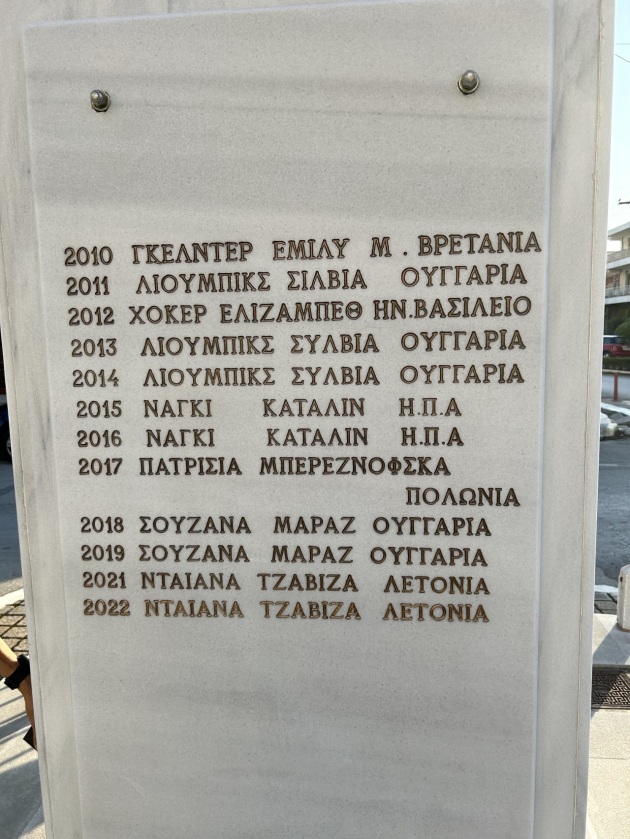 2010 ΓΚΕΛΝΤΕΡ ΕΜΙΛΥ Μ . ΒΡΕΤΑΝΙΑ
2011 ΛΙΟΥΜΠΙΚΣ ΣΙΛΒΙΑ ΟΥΓΓΑΡΙΑ
2012 ΧΟΚΕΡ ΕΛΙΖΑΜΠΕΘ ΗΝ.ΒΑΣΙΛΕΙΟ
2013 ΛΙΟΥΜΠΙΚΣ ΣΥΛΒΙΑ ΟΥΓΓΑΡΙΑ
2014 ΛΙΟΥΜΠΙΚΣ ΣΥΛΒΙΑ ΟΥΓΓΑΡΙΑ
2015 ΝΑΓΚΙ ΚΑΤΑΛΙΝ Η.Π.Α
2016 ΝΑΓΚΙ ΚΑΤΑΛΙΝ Η.Π.Α
2017 ΠΑΤΡΙΣΙΑ ΜΠΕΡΕΖΝΟΦΣΚΑ
ΠΟΛΩΝΙΑ
2018 ΣΟΥΖΑΝΑ ΜΑΡΑΖ ΟΥΓΓΑΡΙΑ
2019 ΣΟΥΖΑΝΑ ΜΑΡΑΖ ΟΥΓΓΑΡΙΑ
2021 ΝΤΑΙΑΝΑ ΤΖΑΒΙΖΑ ΛΕΤΟΝΙΑ
2022 ΝΤΑΙΑΝΑ ΤΖΑΒΙΖΑ ΛΕΤΟΝΙΑ